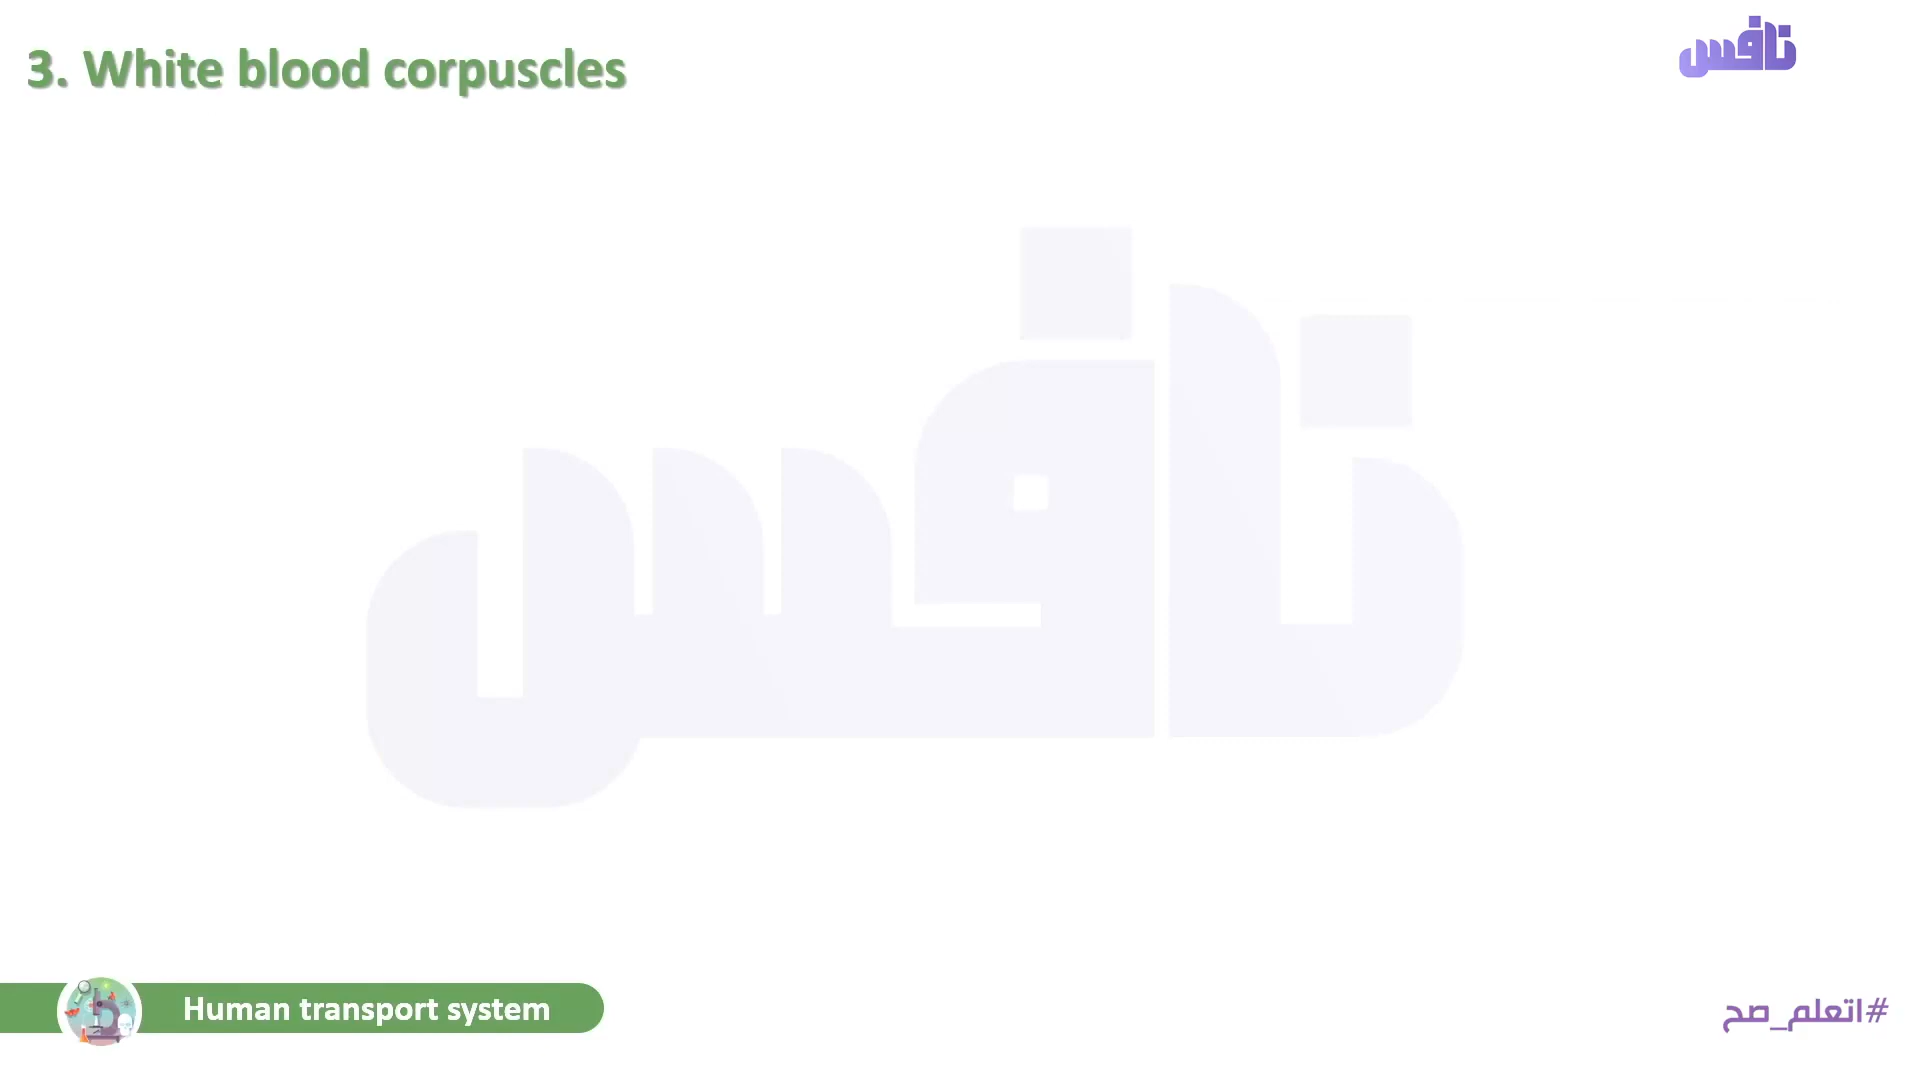 3. White blood corpuscles
نافس
نافس
Human transport system
#اتعلم_صح